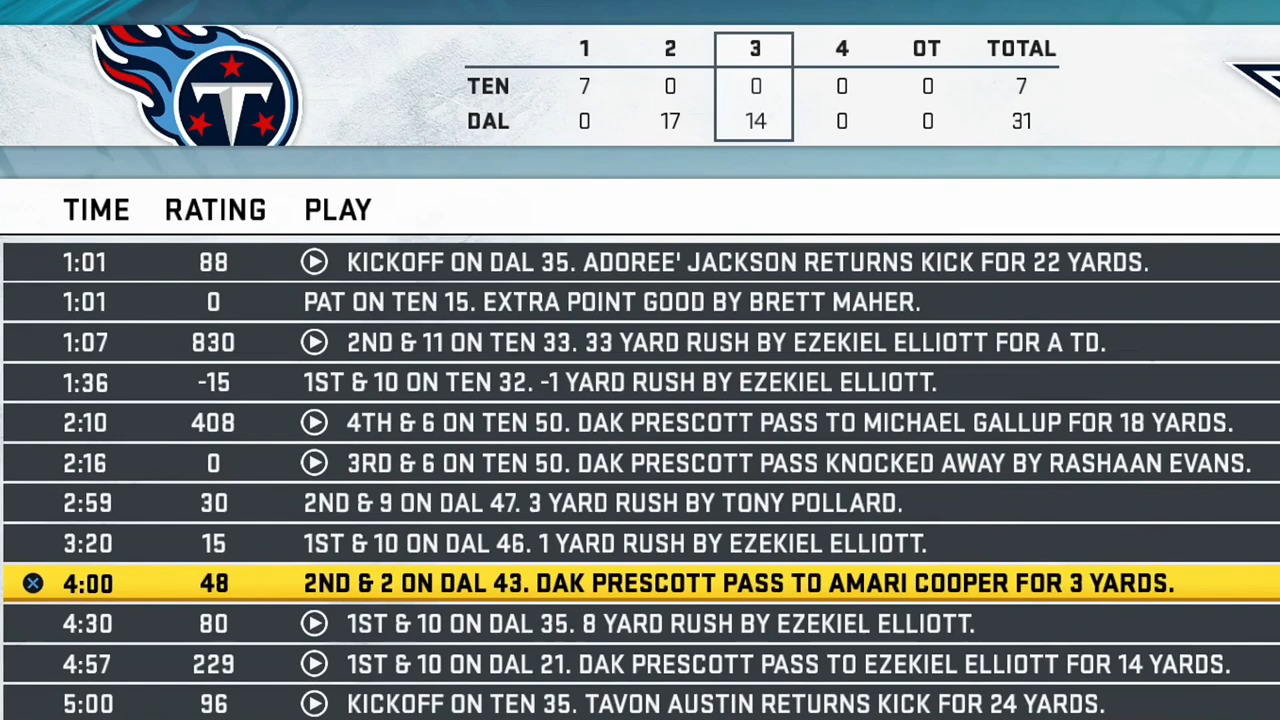 1 2 3 4 OT TOTAL
TEN 7 0 0 0 0 7
DAL 0 17 14 0 0 31
TIME RATING PLAY
1:01 88 KICKOFF ON DAL 35. ADOREE' JACKSON RETURNS KICK FOR 22 YARDS.
1:01 0 PAT ON TEN 15. EXTRA POINT GOOD BY BRETT MAHER.
1:07 830 2ND & 11 ON TEN 33. 33 YARD RUSH BY EZEKIEL ELLIOTT FOR A TD.
1:36 -15 1ST & 10 ON TEN 32. -1 YARD RUSH BY EZEKIEL ELLIOTT.
2:10 408 4TH & 6 ON TEN 50. DAK PRESCOTT PASS TO MICHAEL GALLUP FOR 18 YARDS.
2:16 0 3RD & 6 ON TEN 50. DAK PRESCOTT PASS KNOCKED AWAY BY RASHAAN EVANS.
2:59 30 2ND & 9 ON DAL 47. 3 YARD RUSH BY TONY POLLARD.
3:20 15 1ST & 10 ON DAL 46. 1 YARD RUSH BY EZEKIEL ELLIOTT.
4:00 48 2ND & 2 ON DAL 43. DAK PRESCOTT PASS TO AMARI COOPER FOR 3 YARDS.
4:30 80 1ST & 10 ON DAL 35. 8 YARD RUSH BY EZEKIEL ELLIOTT.
4:57 229 1ST & 10 ON DAL 21. DAK PRESCOTT PASS TO EZEKIEL ELLIOTT FOR 14 YARDS.
5:00 96 KICKOFF ON TEN 35. TAVON AUSTIN RETURNS KICK FOR 24 YARDS.